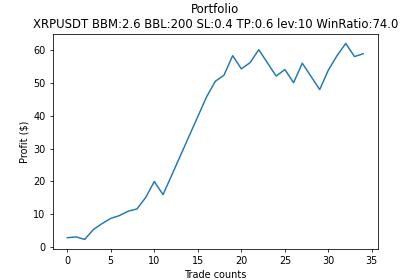 Portfolio
XRPUSDT BBM:2.6 BBL:200 SL:0.4 TP:0.6 lev:10 WinRatio:74.0
Profit ($)
60
50
40
30
20
10
0
0 5 10 15 20 25 30 35
Trade counts